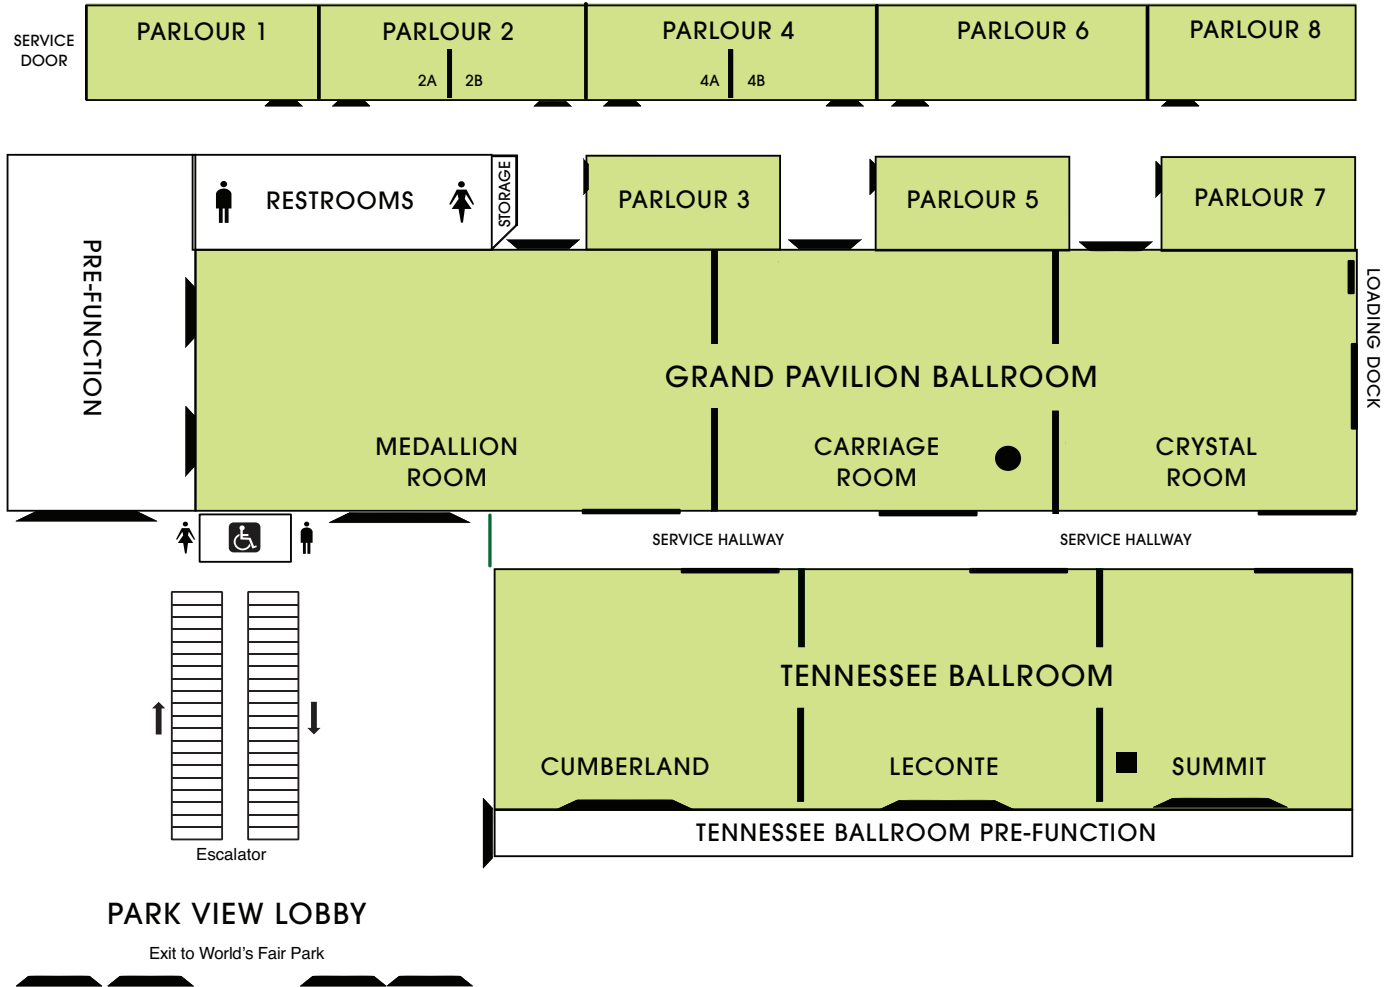 SERVICE
DOOR
PARLOUR 1
PARLOUR 2
2A
2B
PARLOUR 4
4A
4B
PARLOUR 6
PARLOUR 8
PRE-FUNCTION
RESTROOMS
STORAGE
PARLOUR 3
PARLOUR 5
PARLOUR 7
LOADING DOCK
GRAND PAVILION BALLROOM
MEDALLION
ROOM
CARRIAGE
ROOM
CRYSTAL
ROOM
SERVICE HALLWAY
SERVICE HALLWAY
TENNESSEE BALLROOM
CUMBERLAND
LECONTE
SUMMIT
TENNESSEE BALLROOM PRE-FUNCTION
Escalator
PARK VIEW LOBBY
Exit to World's Fair Park